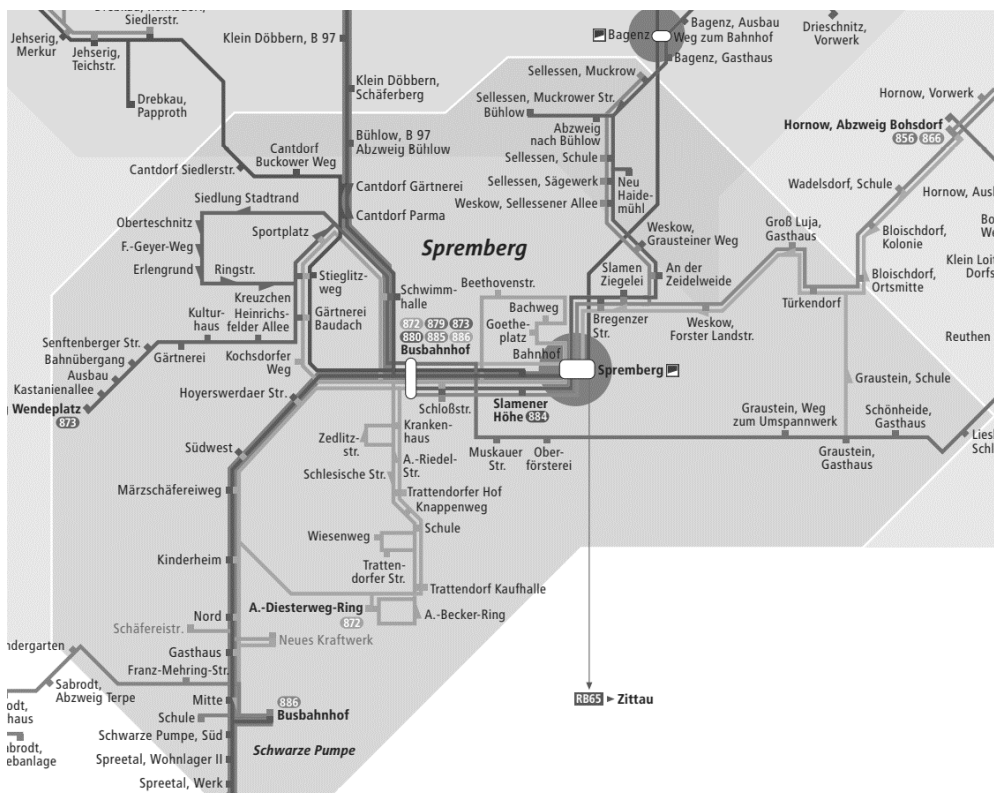 Drebkau, 
Siedlerstr.
Jehserig,
Merkur
Jehserig,
Teichstr.
Drebkau,
Papproth
Klein Döbbern, B 97
Klein Döbbern,
Schäferberg
Bühlow, B 97
Abzweig Bühlow
Cantdorf
Buckower Weg
Cantdorf Siedlerstr.
Cantdorf Gärtnerei
Cantdorf Parma
Siedlung Stadtrand
Oberteschnitz
Sportplatz
F.-Geyer-Weg
Erlengrund
Ringstr.
Kreuzchen
Heinrichs-
felder Allee
Stieglitz-
weg
Gärtnerei
Baudach
Kultur-
haus
Senftenberger Str.
Bahnübergang
Ausbau
Kastanienallee
Wendeplatz
873
Gärtnerei
Kochsdorfer
Weg
Hoyerswerdaer Str.
Spremberg
Schwimm-
halle
872 879 873
880 885 886
Busbahnhof
Beethovenstr.
Bachweg
Goethe-
platz
Bahnhof
Spremberg
Slamen
Ziegelei
Bregenzer
Str.
An der
Zeidelweide
Weskow,
Grausteiner Weg
Weskow,
Forster Landstr.
Bagenz
Bagenz, Ausbau
Weg zum Bahnhof
Bagenz, Gasthaus
Sellessen, Muckrow
Sellessen, Muckrower Str.
Bühlow
Abzweig
nach Bühlow
Sellessen, Schule
Sellessen, Sägewerk
Weskow, Sellessener Allee
Neu
Haide-
mühl
Drieschnitz,
Vorwerk
Hornow, Vorwerk
Hornow, Abzweig Bohsdorf
856 866
Wadelsdorf, Schule
Groß Luja,
Gasthaus
Bloischdorf,
Kolonie
Bloischdorf,
Ortsmitte
Türkendorf
Klein
Reuthen
Graustein, Schule
Graustein, Weg
zum Umspannwerk
Schönheide,
Gasthaus
Graustein,
Gasthaus
Schloßstr.
Slamener
Höhe 884
Muskauer
Str.
Ober-
försterei
Südwest
Märzschäfereiweg
Kinderheim
Nord
Schäfereistr.
Neues Kraftwerk
Gasthaus
Franz-Mehring-Str.
Sabrodt,
Abzweig Terpe
Mitte
Schule
886
Busbahnhof
Schwarze Pumpe
Schwarze Pumpe, Süd
Spreetal, Wohnlager II
Spreetal, Werk
Kranken-
haus
Zedlitz-
str.
A.-Riedel-
Str.
Schlesische Str.
Trattendorfer Hof
Knappenweg
Schule
Wiesenweg
Tratten-
dorfer Str.
Trattendorf Kaufhalle
A.-Diesterweg-Ring
872
A.-Becker-Ring
RB65 ► Zittau